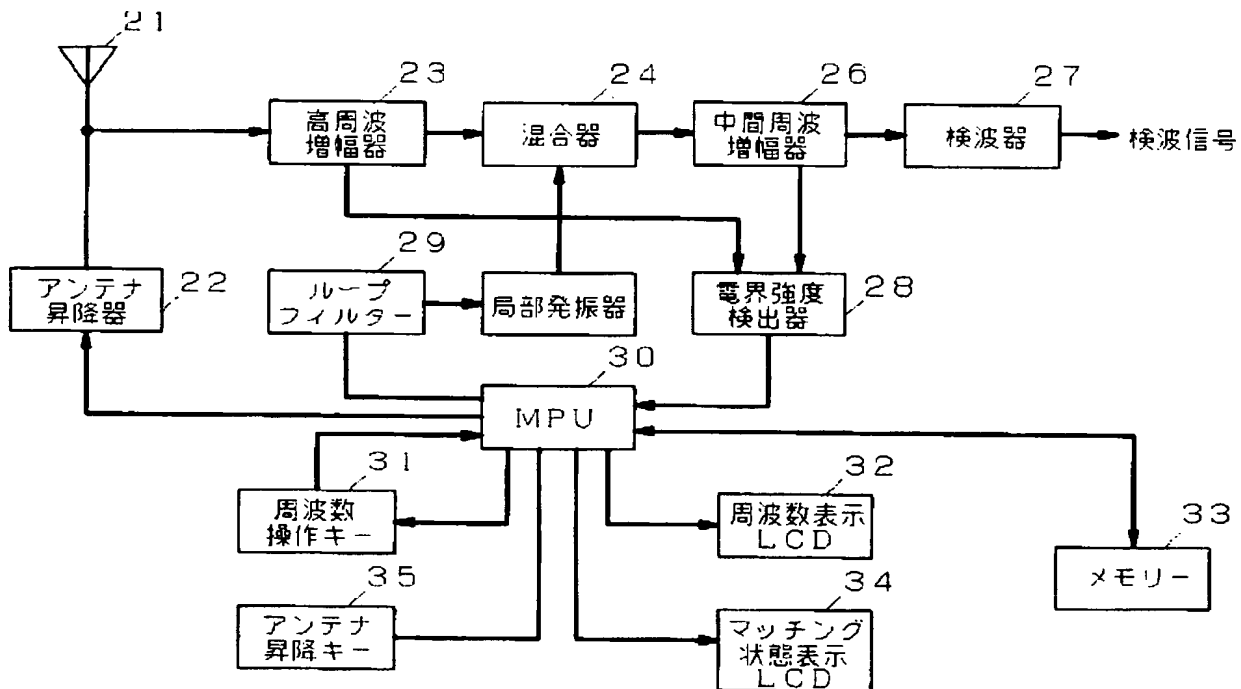 21
23
24
26
27
高周波
増幅器
混合器
中間周波
増幅器
検波器
検波信号
22
29
28
アンテナ
昇降器
ループ
フィルター
局部発振器
電界強度
検出器
30
MPU
31
32
33
周波数
操作キー
周波数表示
LCD
メモリー
35
34
アンテナ
昇降キー
マッチング
状態表示
LCD